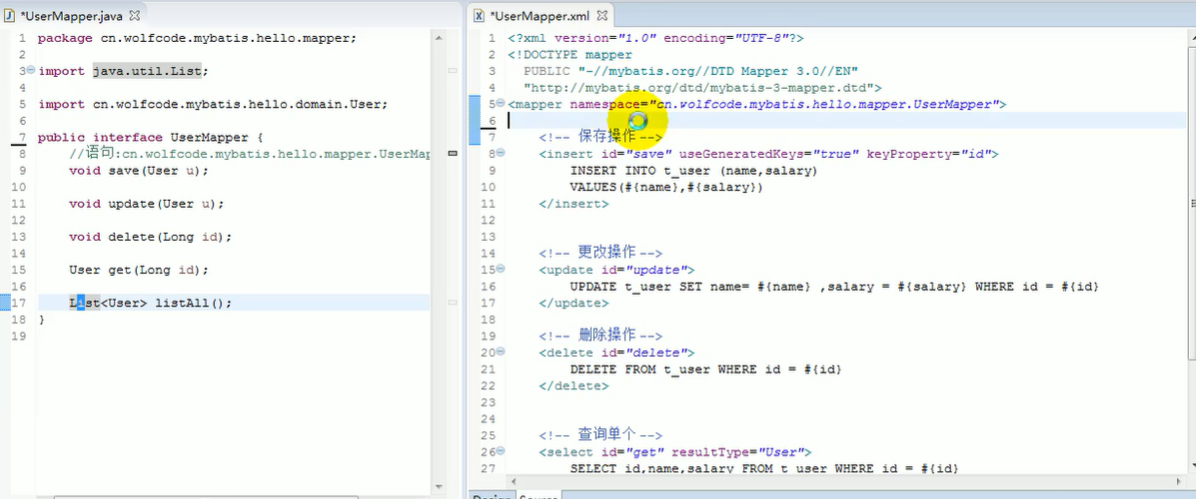 *UserMapper.java
1 package cn.wolfcode.mybatis.hello.mapper;
2
3 import java.util.List;
4
5 import cn.wolfcode.mybatis.hello.domain.User;
6
7 public interface UserMapper {
8 //语句:cn.wolfcode.mybatis.hello.mapper.UserMap
9 void save(User u);
10
11 void update(User u);
12
13 void delete(Long id);
14
15 User get(Long id);
16
17 List<User> listAll();
18 }
19
*UserMapper.xml
1 <?xml version="1.0" encoding="UTF-8"?>
2 <!DOCTYPE mapper
3 PUBLIC "-//mybatis.org//DTD Mapper 3.0//EN"
4 "http://mybatis.org/dtd/mybatis-3-mapper.dtd">
5 <mapper namespace="cn.wolfcode.mybatis.hello.mapper.UserMapper">
6
7 <!-- 保存操作 -->
8 <insert id="save" useGeneratedKeys="true" keyProperty="id">
9 INSERT INTO t_user (name,salary)
10 VALUES(#{name},#{salary})
11 </insert>
12
13
14 <!-- 更改操作 -->
15 <update id="update">
16 UPDATE t_user SET name= #{name} ,salary = #{salary} WHERE id = #{id}
17 </update>
18
19 <!-- 删除操作 -->
20 <delete id="delete">
21 DELETE FROM t_user WHERE id = #{id}
22 </delete>
23
24
25 <!-- 查询单个 -->
26 <select id="get" resultType="User">
27 SELECT id,name,salary FROM t_user WHERE id = #{id}
Design Source